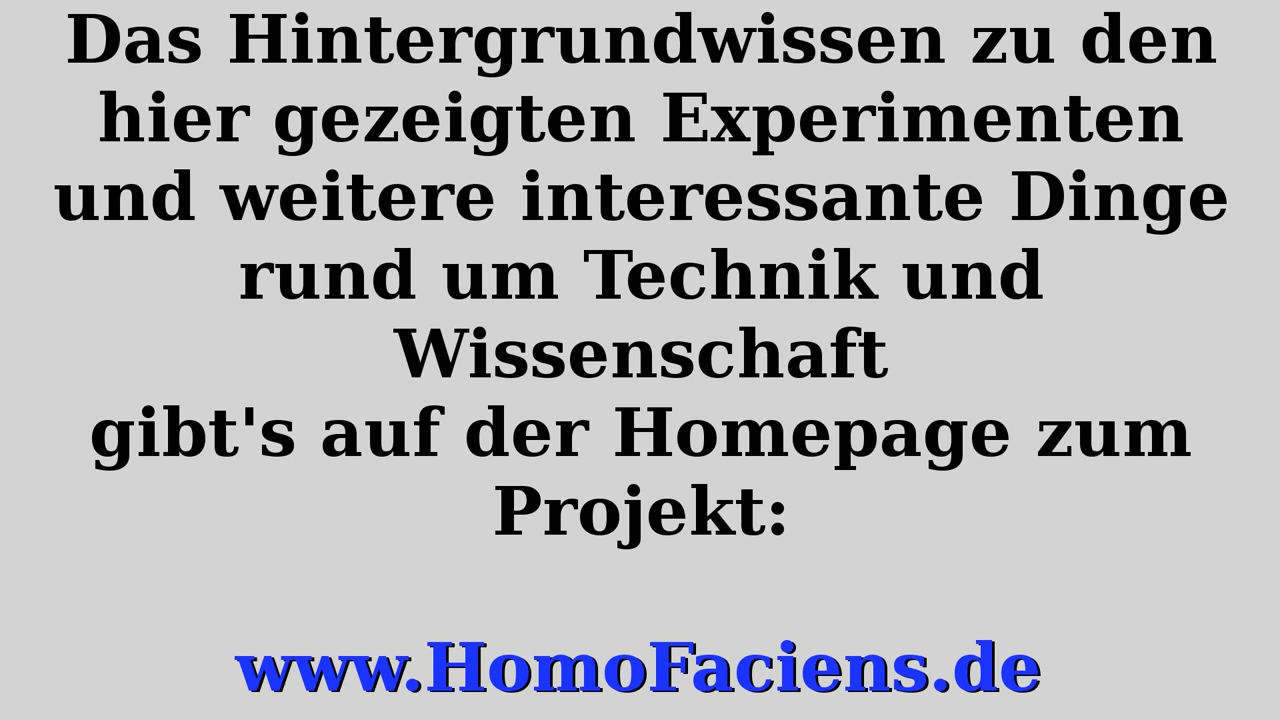 Das Hintergrundwissen zu den
hier gezeigten Experimenten
und weitere interessante Dinge
rund um Technik und
Wissenschaft
gibt's auf der Homepage zum
Projekt:
www.HomoFaciens.de